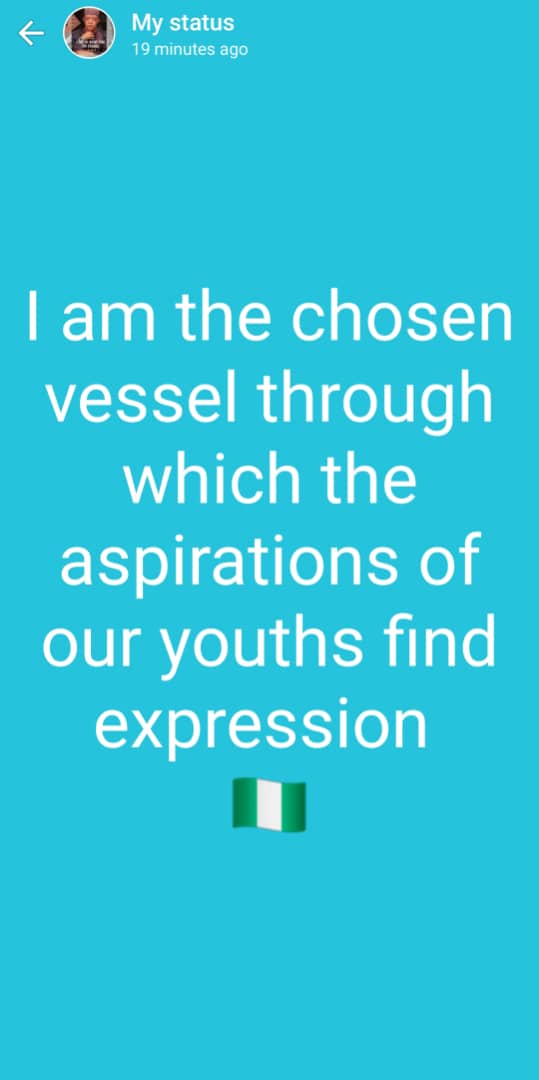 My status
19 minutes ago
I am the chosen
vessel through
which the
aspirations of
our youths find
expression
🇳🇬